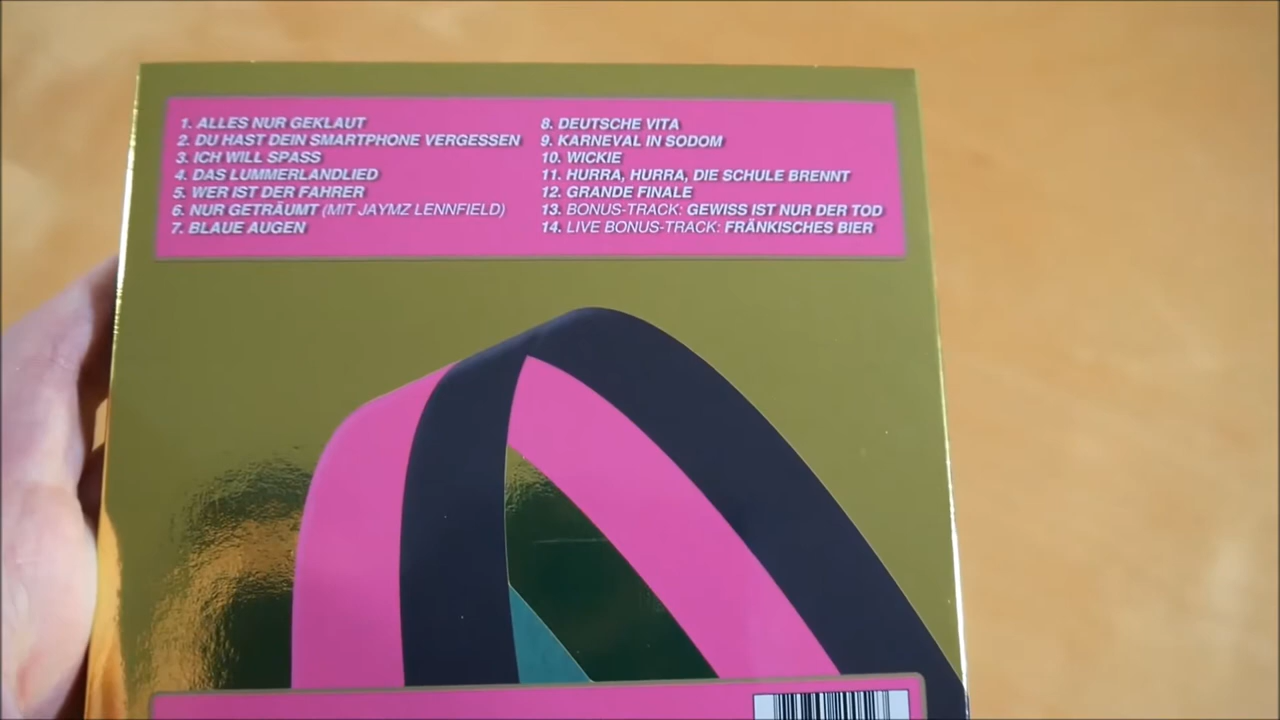 1. ALLES NUR GEKLAUT
2. DU HAST DEIN SMARTPHONE VERGESSEN
3. ICH WILL SPASS
4. DAS LUMMERLANDLIED
5. WER IST DER FAHRER
6. NUR GETRÄUMT (MIT JAYMZ LENNFIELD)
7. BLAUE AUGEN
8. DEUTSCHE VITA
9. KARNEVAL IN SODOM
10. WICKIE
11. HURRA, HURRA, DIE SCHULE BRENNT
12. GRANDE FINALE
13. BONUS-TRACK: GEWISS IST NUR DER TOD
14. LIVE BONUS-TRACK: FRÄNKISCHES BIER